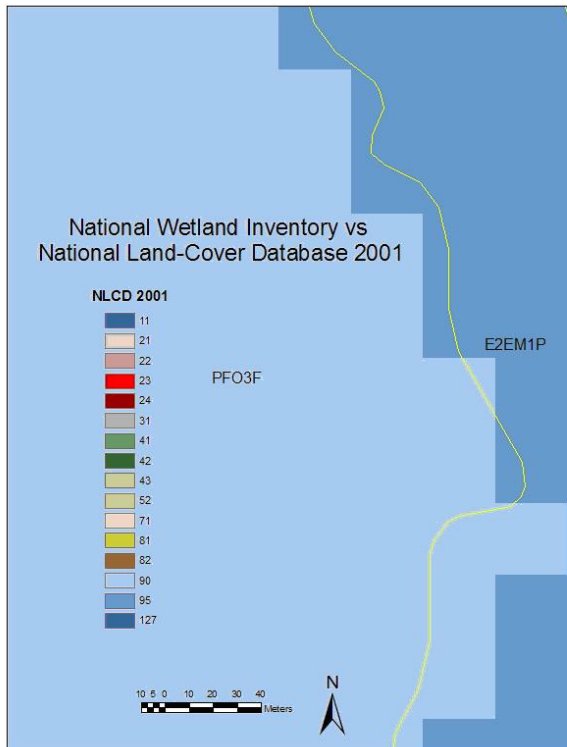 National Wetland Inventory vs
National Land-Cover Database 2001
NLCD 2001
11
21
22
23
24
31
41
42
43
52
71
81
82
90
95
127
PFO3F
E2EM1P
10 5 0 10 20 30 40
Meters
N